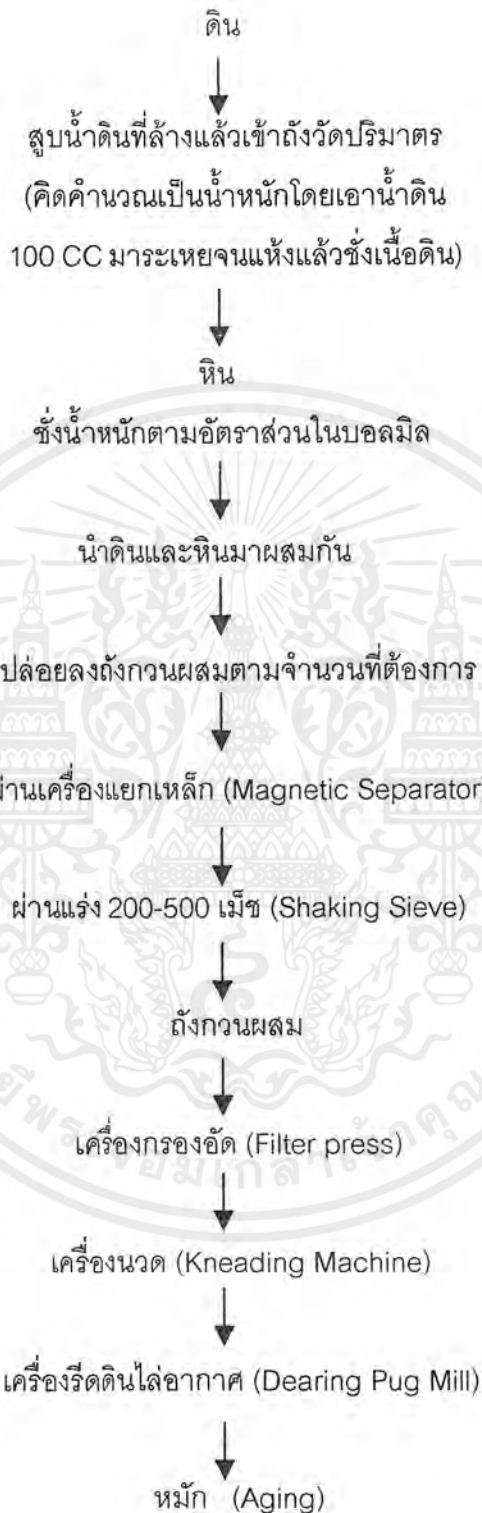 ดิน
สูบน้ำดินที่ล้างแล้วเข้าถังวัดปริมาตร
(คิดคำนวณเป็นน้ำหนักโดยเอาน้ำดิน
100 CC มาระเหยจนแห้งแล้วชั่งเนื้อดิน)
หิน
ชั่งน้ำหนักตามอัตราส่วนในบอลมิล
นำดินและหินมาผสมกัน
ปล่อยลงถังกวนผสมตามจำนวนที่ต้องการ
ผ่านเครื่องแยกเหล็ก (Magnetic Separator)
ผ่านแร่ง 200-500 เม็ช (Shaking Sieve)
ถังกวนผสม
เครื่องกรองอัด (Filter press)
เครื่องนวด (Kneading Machine)
เครื่องรีดดินไล่อากาศ (Dearing Pug Mill)
หมัก (Aging)